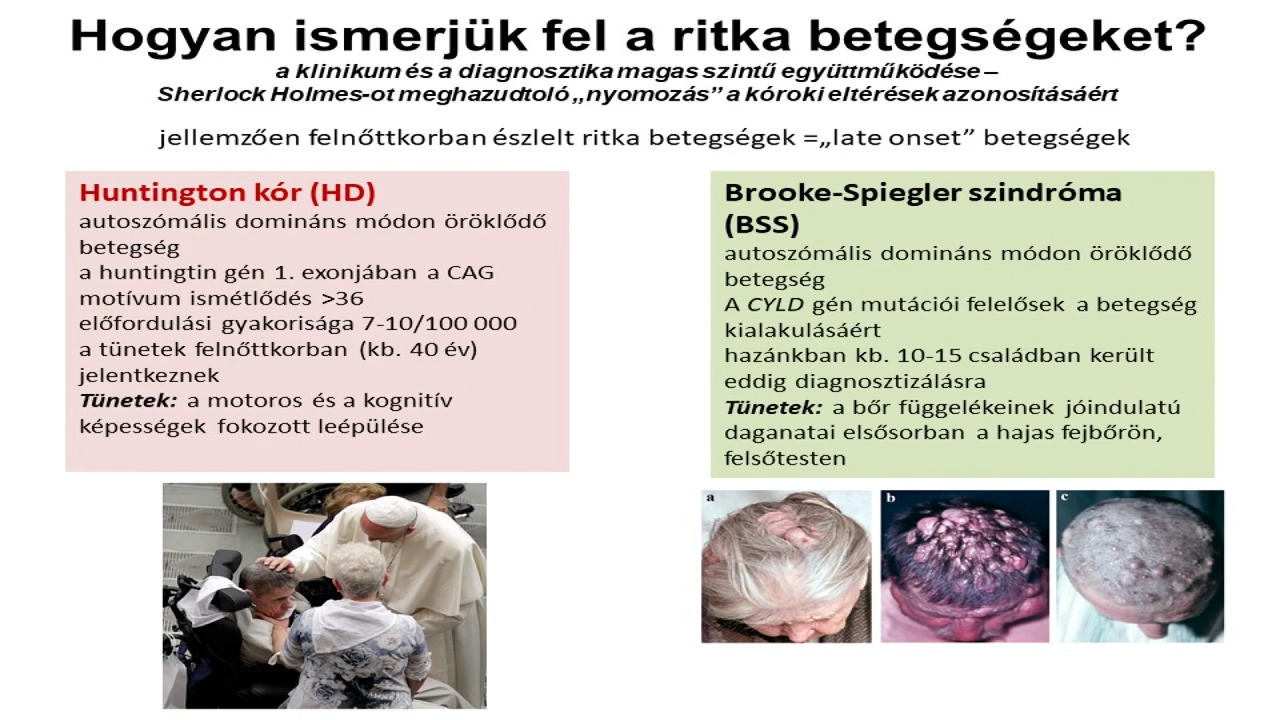 Hogyan ismerjük fel a ritka betegségeket?
a klinikum és a diagnosztika magas szintű együttműködése –
Sherlock Holmes-ot meghazudtoló „nyomozás” a kóroki eltérések azonosításáért
jellemzően felnőttkorban észlelt ritka betegségek =„late onset” betegségek
Huntington kór (HD)
autoszómális domináns módon öröklődő
betegség
a huntingtin gén 1. exonjában a CAG
motívum ismétlődés >36
előfordulási gyakorisága 7-10/100 000
a tünetek felnőttkorban (kb. 40 év)
jelentkeznek
Tünetek: a motoros és a kognitív
képességek fokozott leépülése
Brooke-Spiegler szindróma
(BSS)
autoszómális domináns módon öröklődő
betegség
A CYLD gén mutációi felelősek a betegség
kialakulásáért
hazánkban kb. 10-15 családban került
eddig diagnosztizálásra
Tünetek: a bőr függelékeinek jóindulatú
daganatai elsősorban a hajas fejbőrön,
felsőtesten
a b c